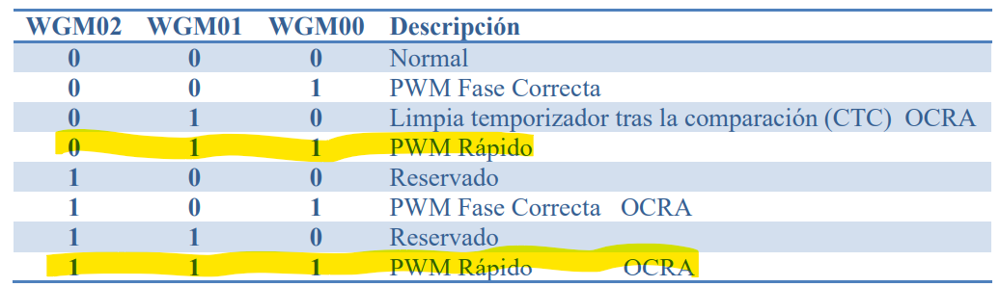 WGM02 WGM01 WGM00 Descripción
0 0 0 Normal
0 0 1 PWM Fase Correcta
0 1 0 Limpia temporizador tras la comparación (CTC) OCRA
0 1 1 PWM Rápido
1 0 0 Reservado
1 0 1 PWM Fase Correcta OCRA
1 1 0 Reservado
1 1 1 PWM Rápido OCRA